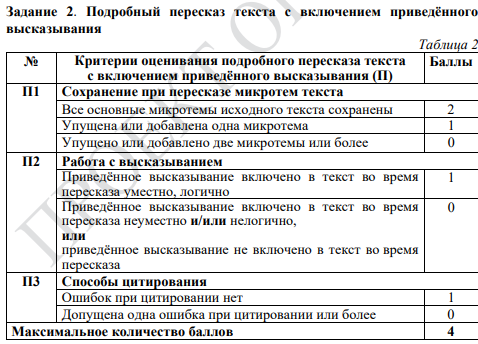 Задание 2. Подробный пересказ текста с включением приведённого
высказывания
Таблица 2
№ Критерии оценивания подробного пересказа текста Баллы
с включением приведённого высказывания (П)
П1 Сохранение при пересказе микротем текста
Все основные микротемы исходного текста сохранены 2
Упущена или добавлена одна микротема 1
Упущено или добавлено две микротемы или более 0
П2 Работа с высказыванием
Приведённое высказывание включено в текст во время 1
пересказа уместно, логично
Приведённое высказывание включено в текст во время 0
пересказа неуместно и/или нелогично,
или
приведённое высказывание не включено в текст во время
пересказа
П3 Способы цитирования
Ошибок при цитировании нет 1
Допущена одна ошибка при цитировании или более 0
Максимальное количество баллов 4
ПРОЕКТ